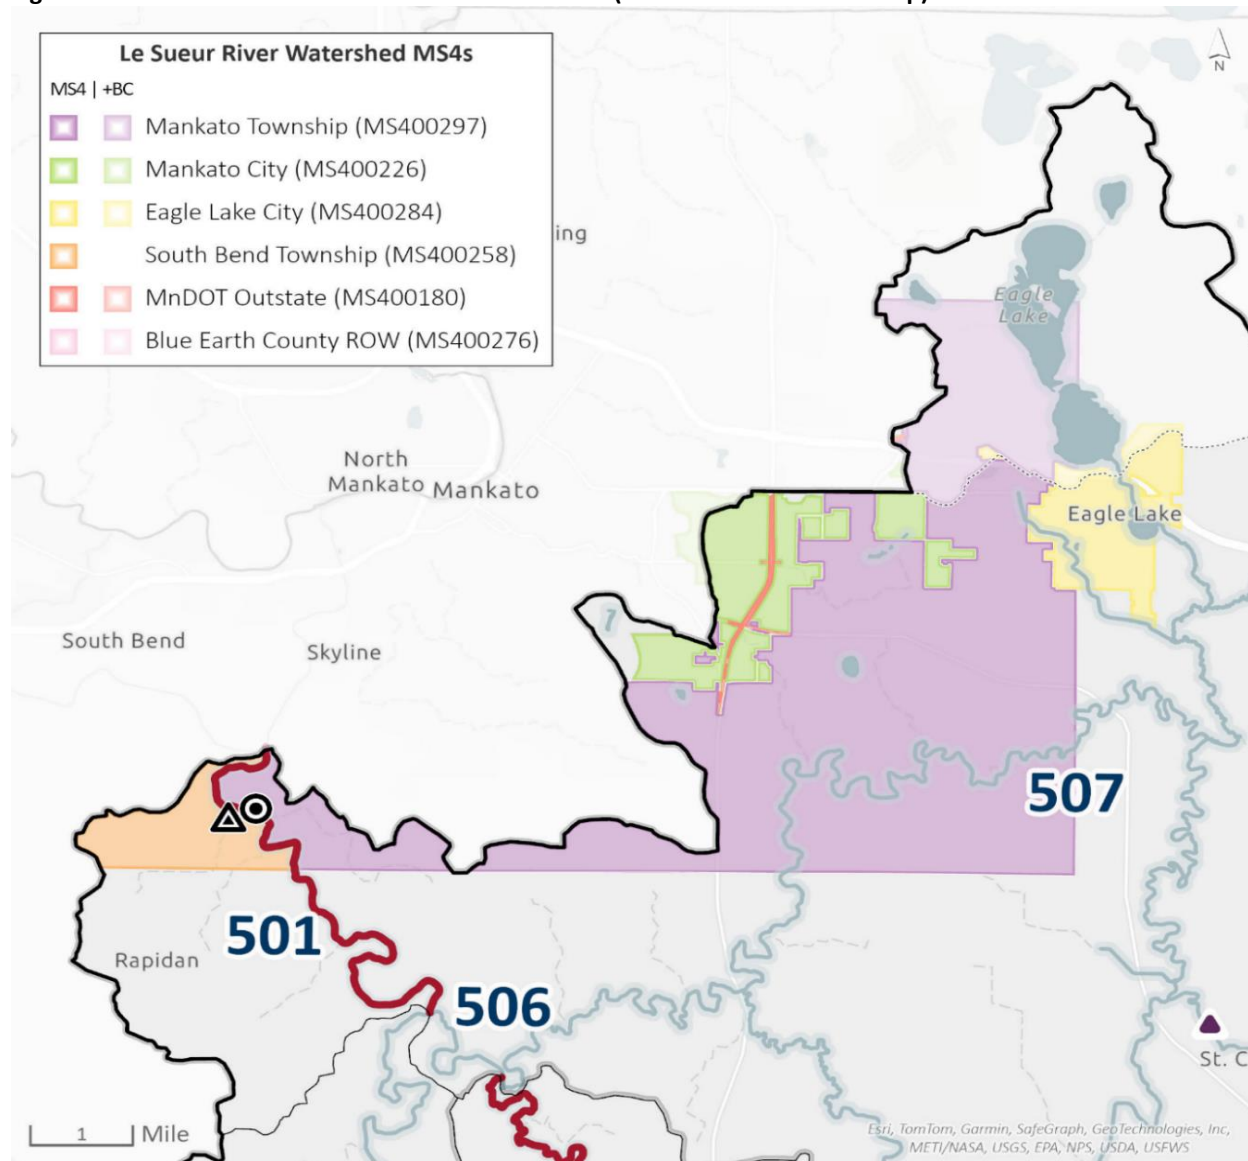 Le Sueur River Watershed MS4s
MS4 | +BC
Mankato Township (MS400297)
Mankato City (MS400226)
Eagle Lake City (MS400284)
South Bend Township (MS400258)
MnDOT Outstate (MS400180)
Blue Earth County ROW (MS400276)
N
ing
Eagle
Lake
North
Mankato
Mankato
Eagle Lake
South Bend
Skyline
507
501
Rapidan
506
St. C
1 Mile
Esri, TomTom, Garmin, SafeGraph, GeoTechnologies, Inc,
METI/NASA, USGS, EPA, NPS, USDA, USFWS